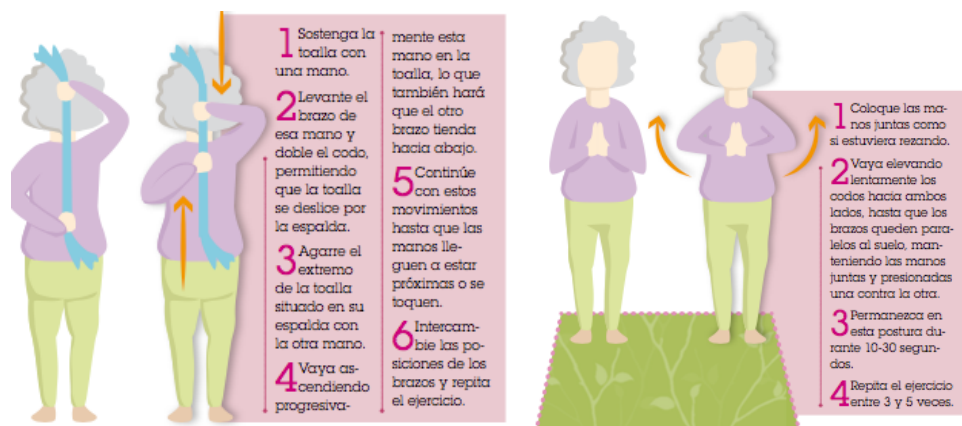 1 Sostenga la
toalla con
una mano.
2 Levante el
brazo de
esa mano y
doble el codo,
permitiendo
que la toalla
se deslice por
la espalda.
3 Agarre el
extremo
de la toalla
situado en su
espalda con
la otra mano.
4 Vaya as-
cendiendo
progresiva-
mente esta
mano en la
toalla, lo que
también hará
que el otro
brazo tienda
hacia abajo.
5 Continúe
con estos
movimientos
hasta que las
manos lle-
guen a estar
próximas o se
toquen.
6 Intercam-
bie las po-
siciones de los
brazos y repita
el ejercicio.
1 Coloque las ma-
nos juntas como
si estuviera rezando.
2 Vaya elevando
lentamente los
codos hacia ambos
lados, hasta que los
brazos queden para-
lelos al suelo, man-
teniendo las manos
juntas y presionadas
una contra la otra.
3 Permanezca en
esta postura du-
rante 10-30 segun-
dos.
4 Repita el ejercicio
entre 3 y 5 veces.